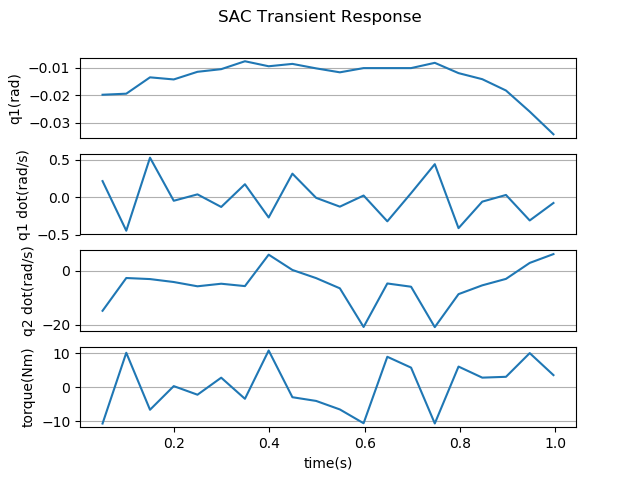 SAC Transient Response
q1(rad)
−0.01
−0.02
−0.03
q1 dot(rad/s)
0.5
0.0
−0.5
q2 dot(rad/s)
0
−20
torque(Nm)
10
0
−10
0.2 0.4 0.6 0.8 1.0
time(s)